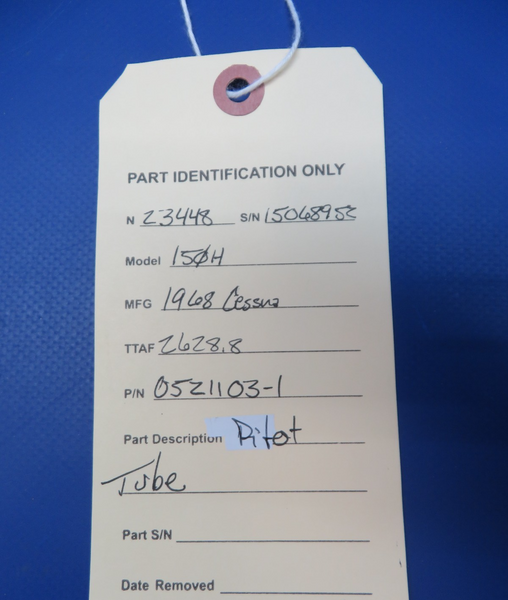 PART IDENTIFICATION ONLY
N 23448 S/N 15068952
Model 150H
MFG 1968 Cessna
TTAF 2628.8
P/N 0521103-1
Part Description Pitot
Tube
Part S/N
Date Removed